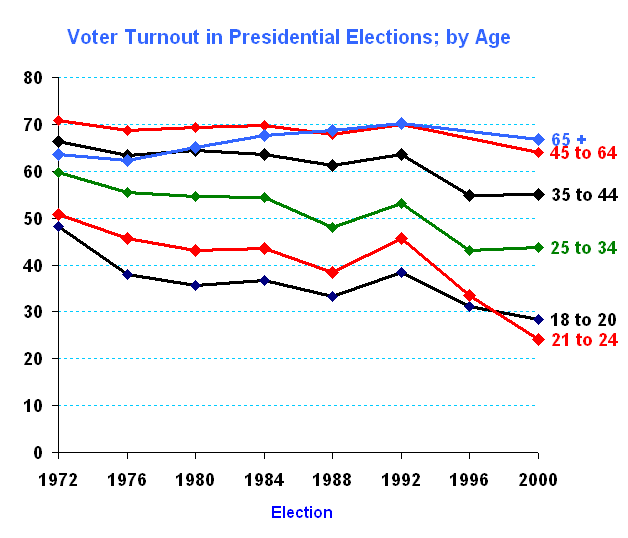 Voter Turnout in Presidential Elections; by Age
80
70
60
50
40
30
20
10
0
65 +
45 to 64
35 to 44
25 to 34
18 to 20
21 to 24
1972 1976 1980 1984 1988 1992 1996 2000
Election